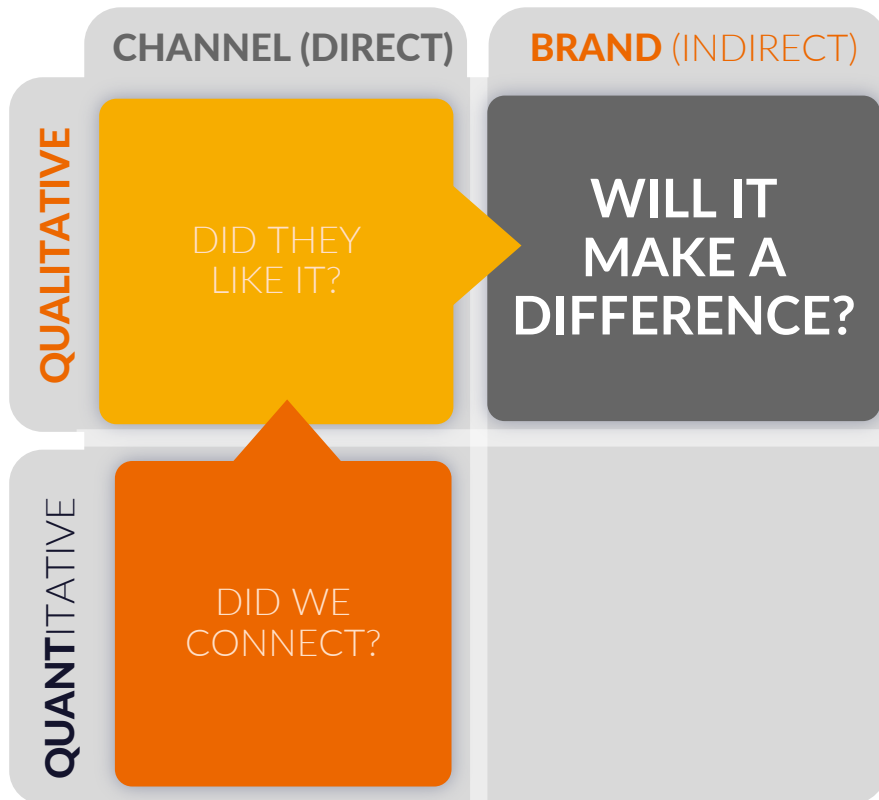 CHANNEL (DIRECT)
BRAND (INDIRECT)
QUALITATIVE
DID THEY
LIKE IT?
WILL IT
MAKE A
DIFFERENCE?
QUANTITATIVE
DID WE
CONNECT?